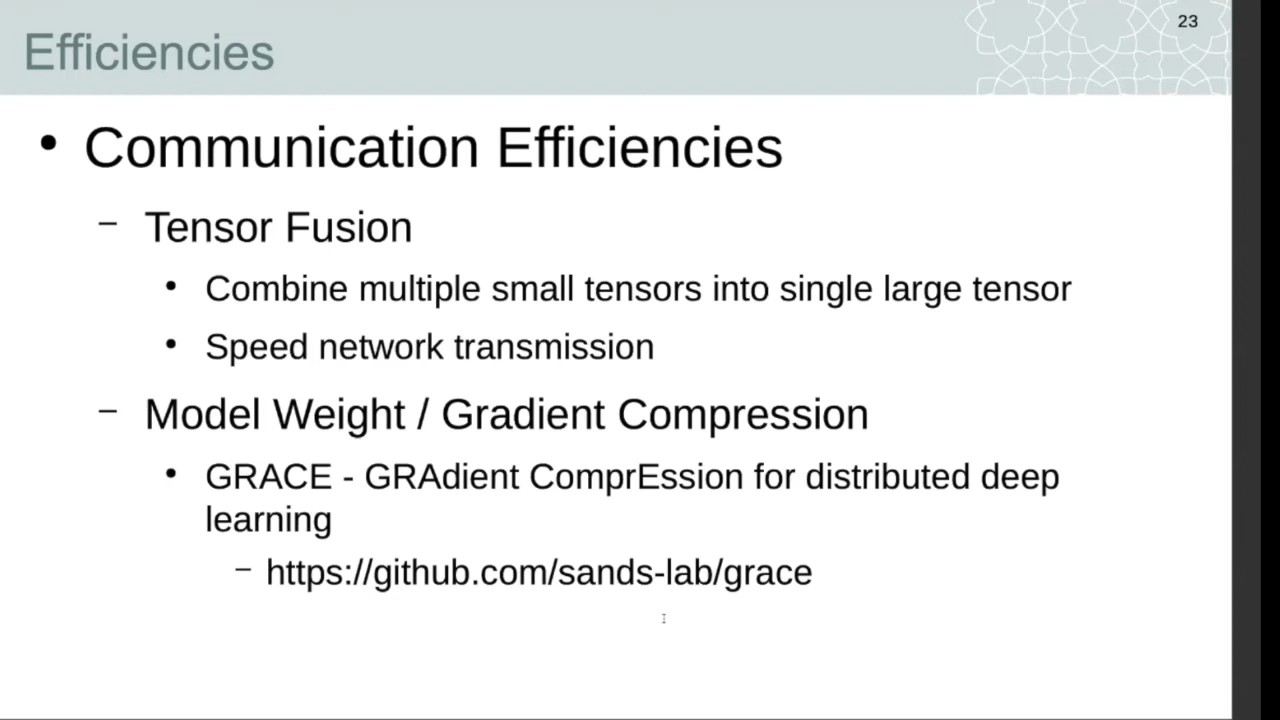 23
Efficiencies
• Communication Efficiencies
– Tensor Fusion
• Combine multiple small tensors into single large tensor
• Speed network transmission
– Model Weight / Gradient Compression
• GRACE - GRAdient ComprEssion for distributed deep
learning
– https://github.com/sands-lab/grace